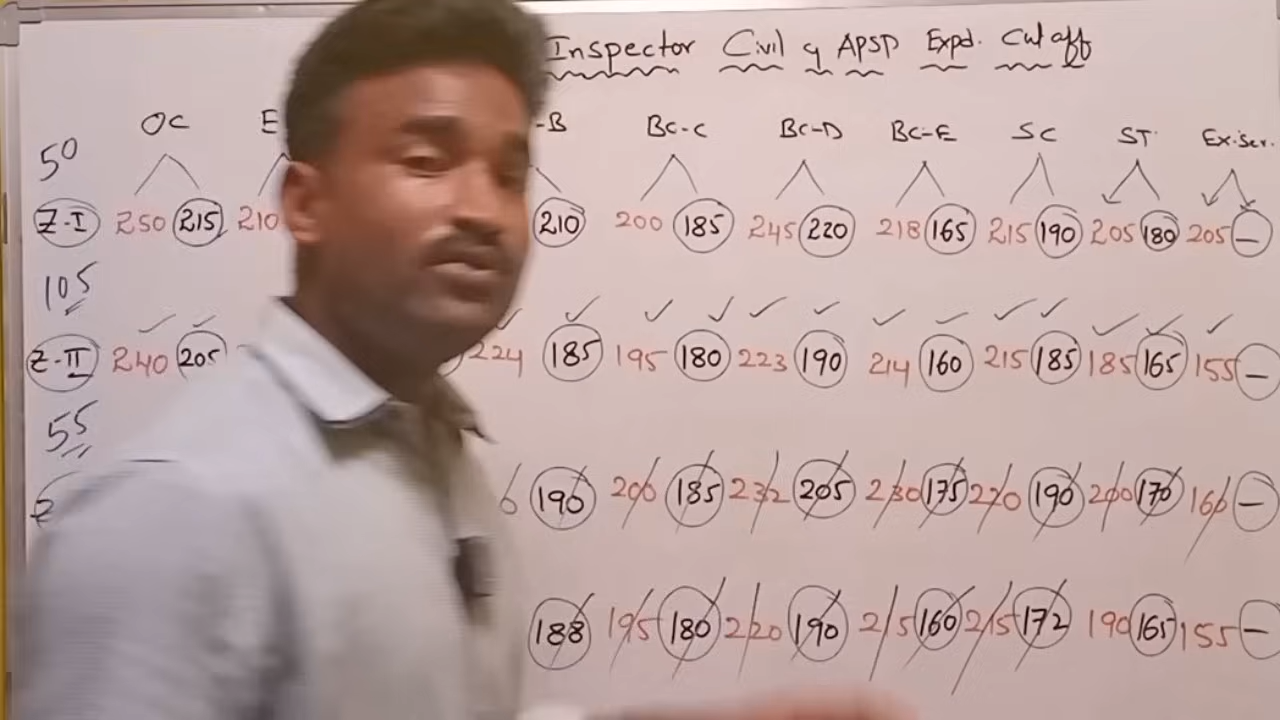 Inspector Civil & APSP Expd. Cut off
OC E -B BC-C BC-D BC-E SC ST Ex.Ser.
50
Z-I 250 215 210 210 200 185 245 220 218 165 215 190 205 180 205 –
105
Z-II 240 205 224 185 195 180 223 190 214 160 215 185 185 165 155 –
55
190 200 185 232 205 230 175 220 190 200 170 160 –
188 195 180 220 190 215 160 215 172 190 165 155 –